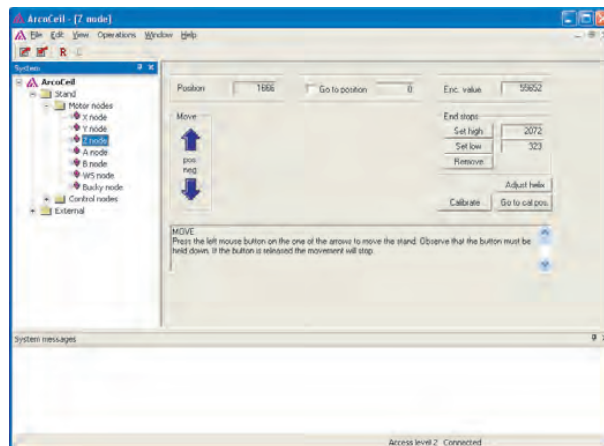 ArcoCeil - [Z node]
File Edit View Operations Window Help
R
System
ArcoCeil
Stand
Motor nodes
X node
Y node
Z node
A node
B node
WS node
Bucky node
Control nodes
External
Position 1666 Go to position 0 Enc. value 55652
Move
pos
neg
End stops
Set high 2072
Set low 323
Remove
Adjust helix
Calibrate Go to cal pos.
MOVE
Press the left mouse button on the one of the arrows to move the stand. Observe that the button must be
held down. If the button is released the movement will stop.
System messages
Access level 2 Connected